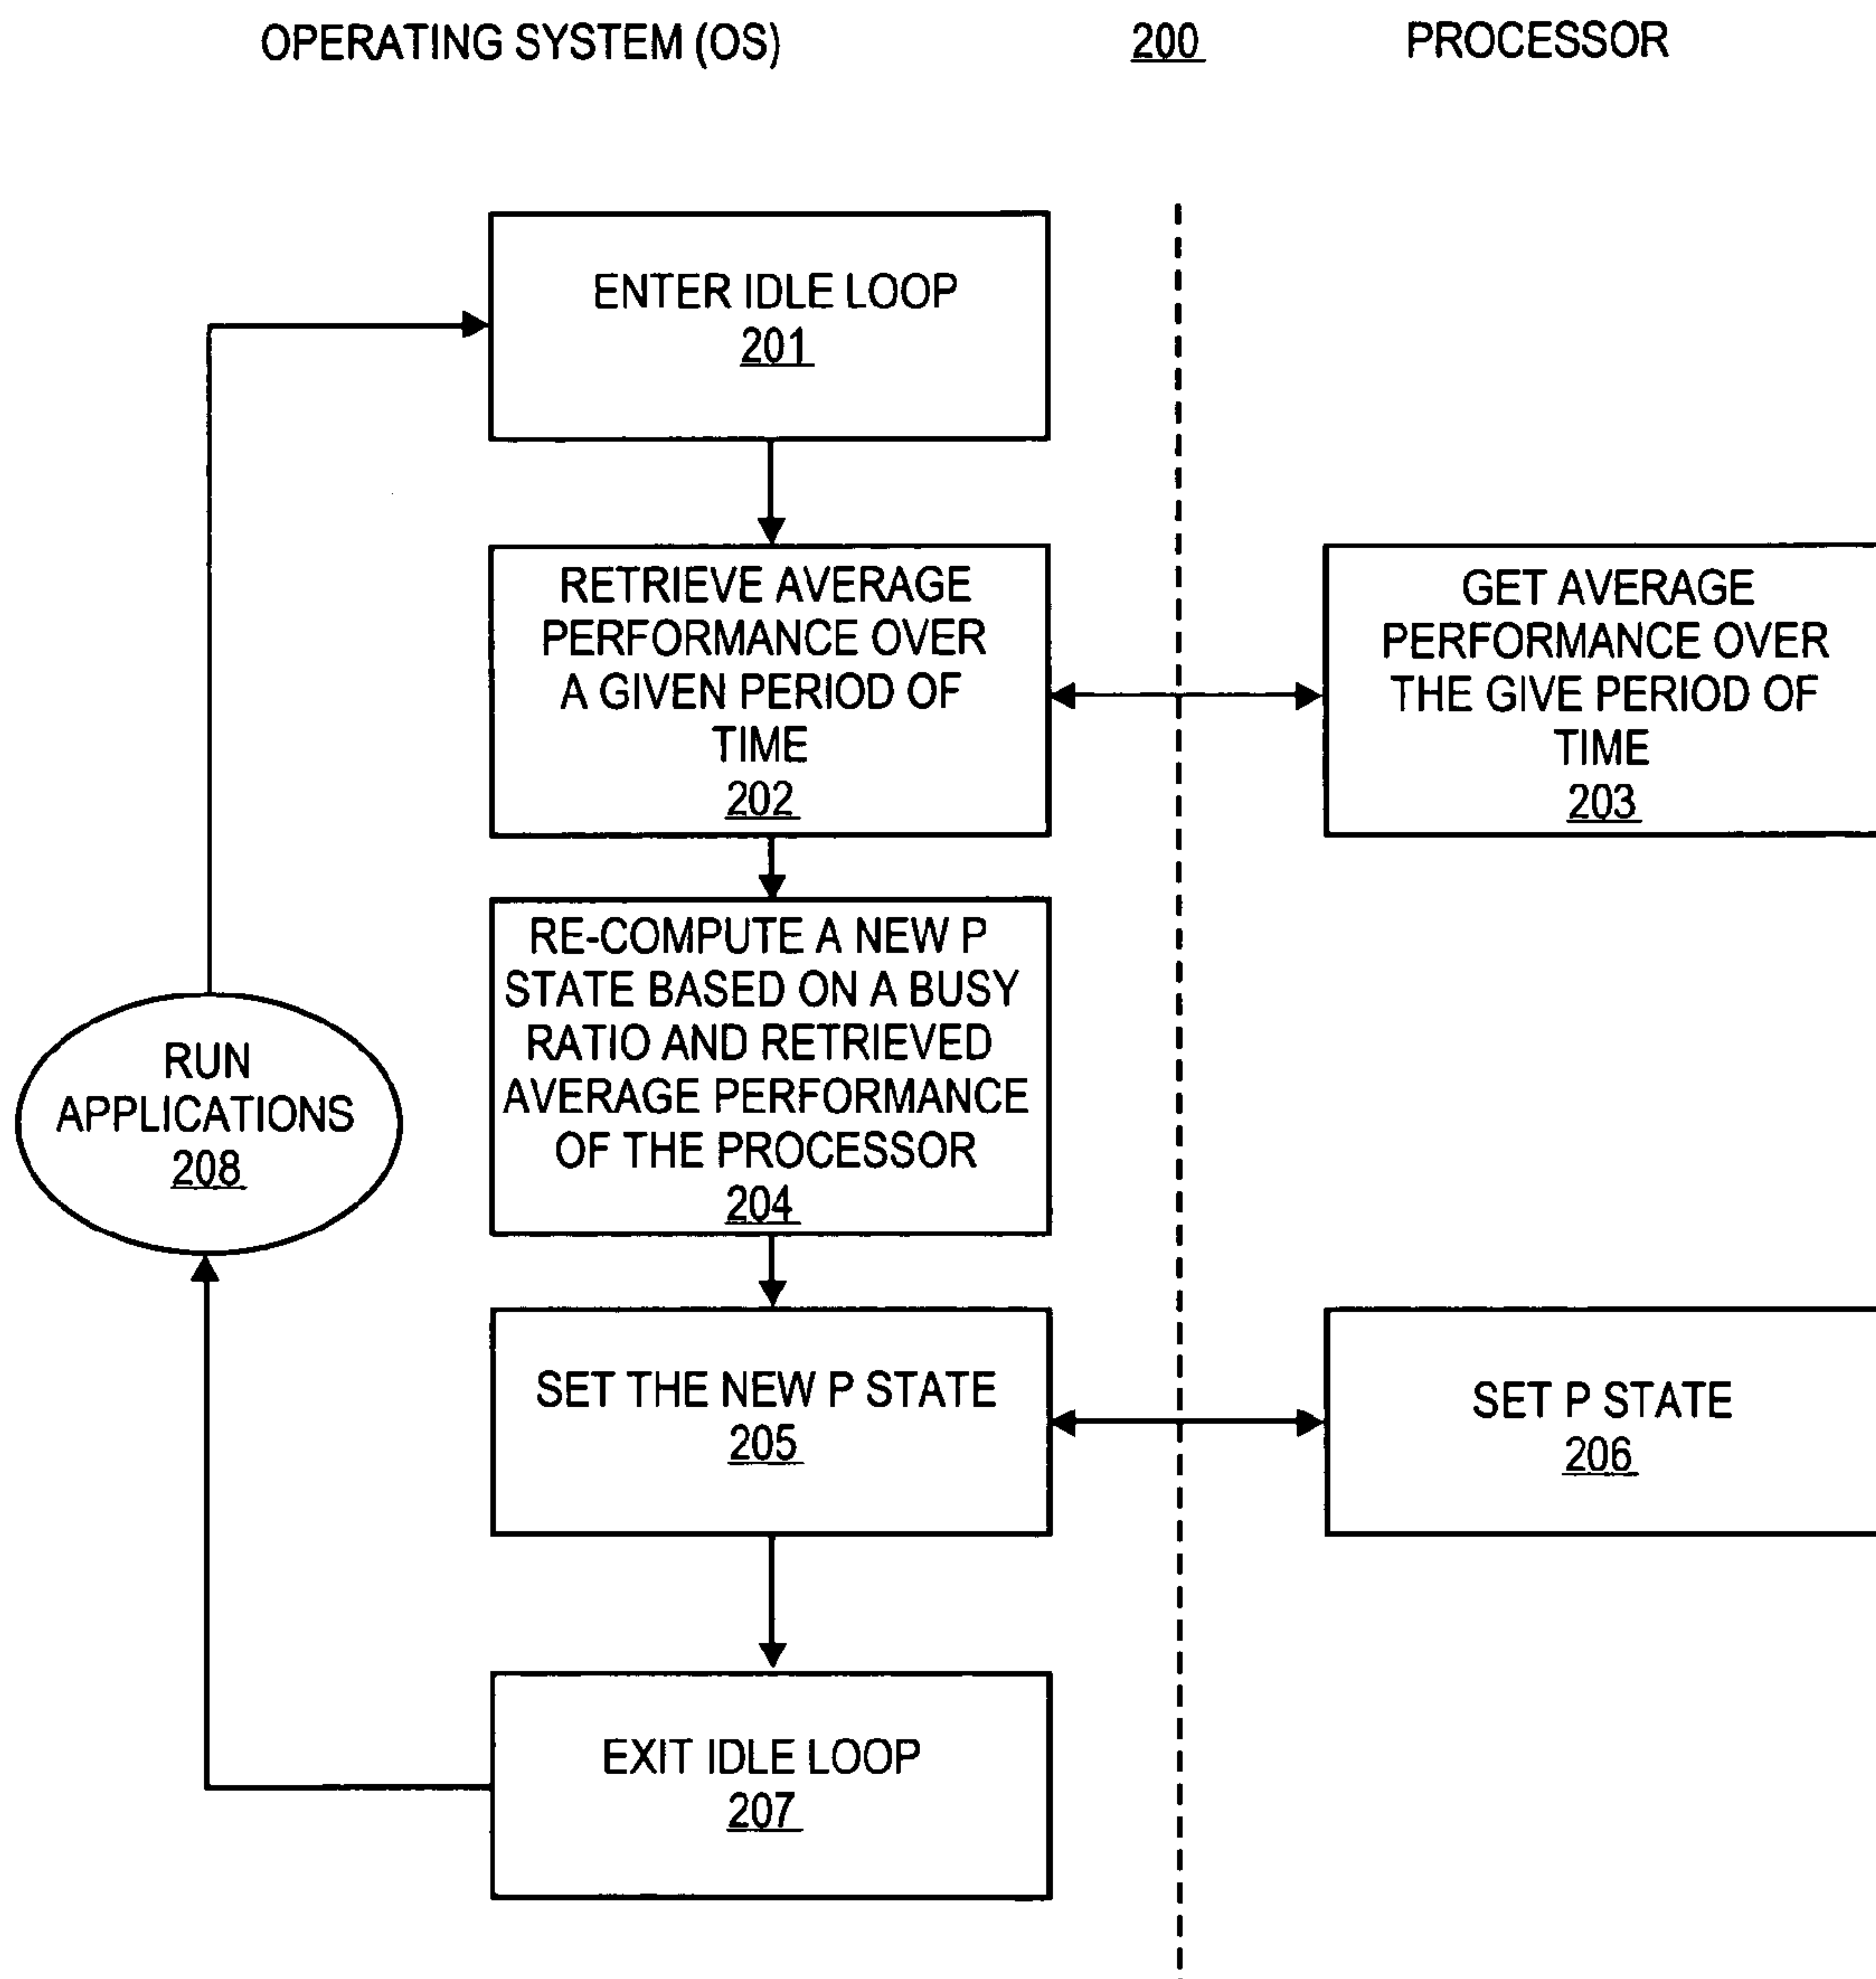 OPERATING SYSTEM (OS)
200
PROCESSOR
ENTER IDLE LOOP
201
RETRIEVE AVERAGE
PERFORMANCE OVER
A GIVEN PERIOD OF
TIME
202
GET AVERAGE
PERFORMANCE OVER
THE GIVE PERIOD OF
TIME
203
RE-COMPUTE A NEW P
STATE BASED ON A BUSY
RATIO AND RETRIEVED
AVERAGE PERFORMANCE
OF THE PROCESSOR
204
RUN
APPLICATIONS
208
SET THE NEW P STATE
205
SET P STATE
206
EXIT IDLE LOOP
207